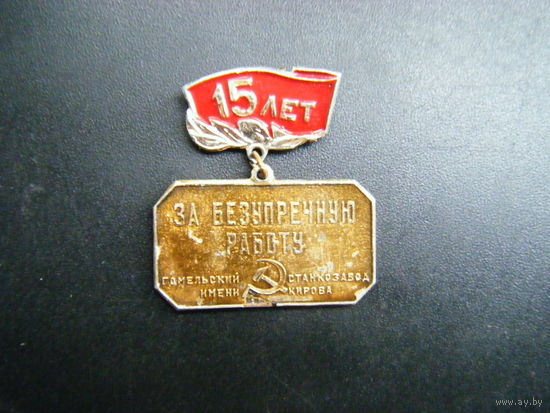 15 ЛЕТ
ЗА БЕЗУПРЕЧНУЮ
РАБОТУ
ГОМЕЛЬСКИЙ СТАНКОЗАВОД
ИМЕНИ КИРОВА
www.ay.by